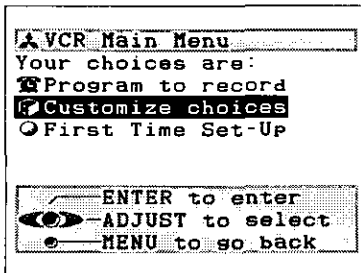 VCR Main Menu
Your choices are:
Program to record
Customize choices
First Time Set-Up
ENTER to enter
ADJUST to select
MENU to go back